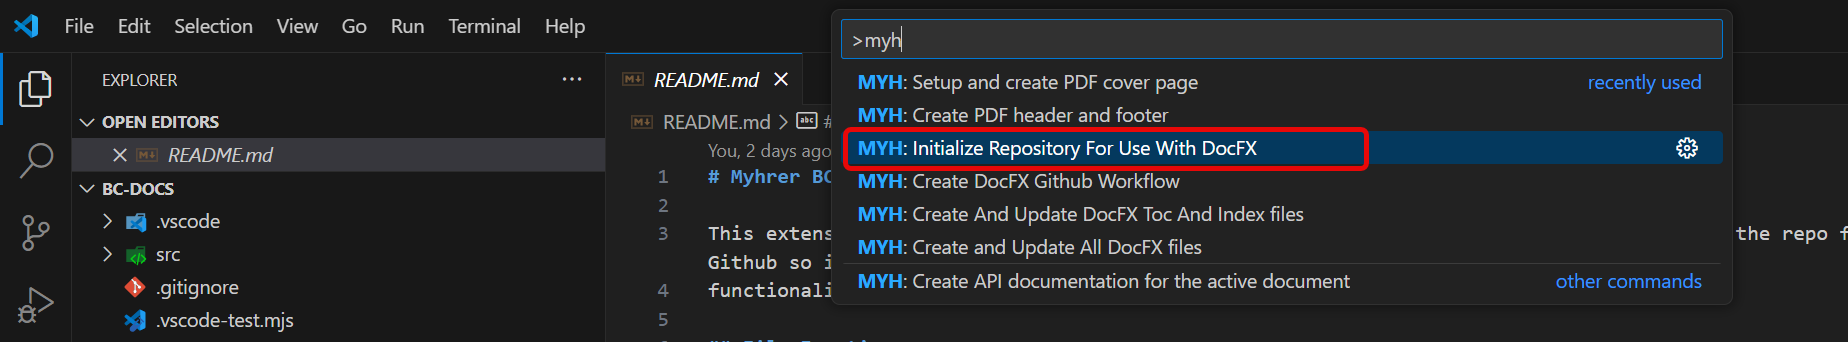 File Edit Selection View Go Run Terminal Help
>myh
MYH: Setup and create PDF cover page recently used
MYH: Create PDF header and footer
MYH: Initialize Repository For Use With DocFX
MYH: Create DocFX Github Workflow
MYH: Create And Update DocFX Toc And Index files
MYH: Create and Update All DocFX files
MYH: Create API documentation for the active document other commands
EXPLORER ...
OPEN EDITORS
README.md
BC-DOCS
.vscode
src
.gitignore
.vscode-test.mjs
README.md
README.md > abc #
You, 2 days ago
1 # Myhrer BC
2
3 This extens the repo f
Github so i
4 functionali
5